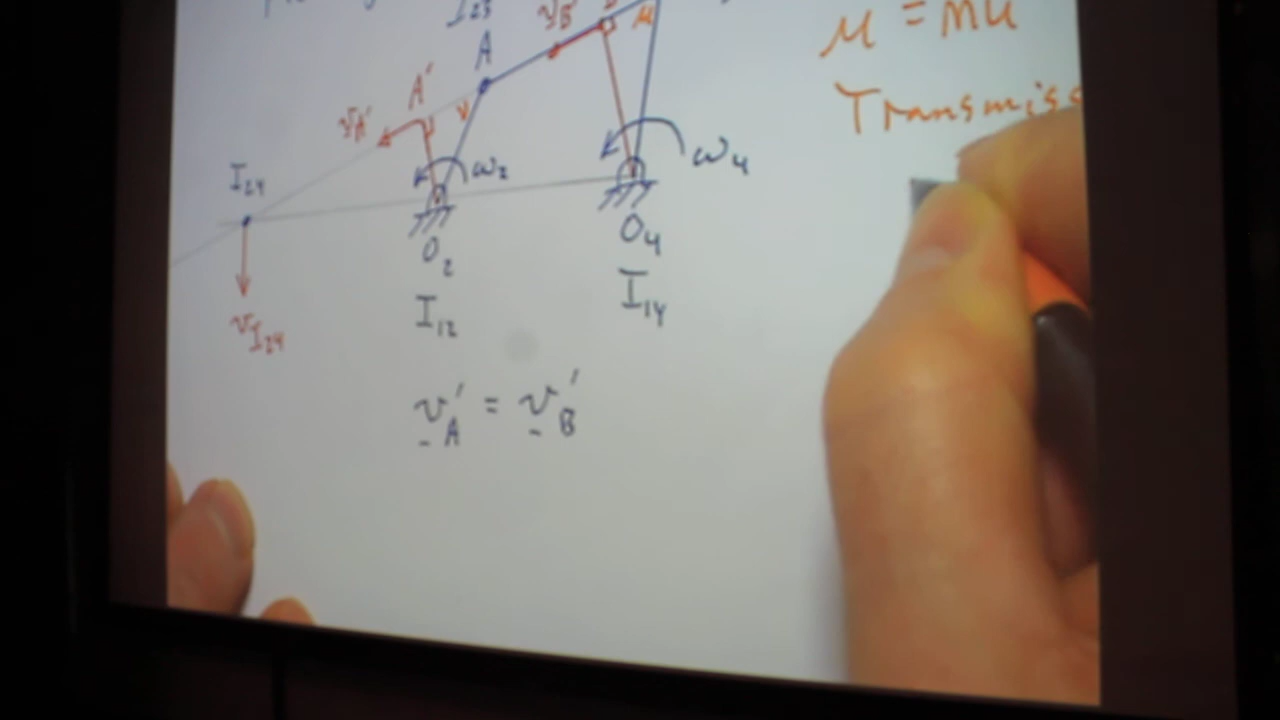 I23
vB'
μ
μ = mu
A
A'
Transmiss
vA'
ν
ω4
I24
ω2
O4
O2
I14
vI24
I12
v'A = v'B